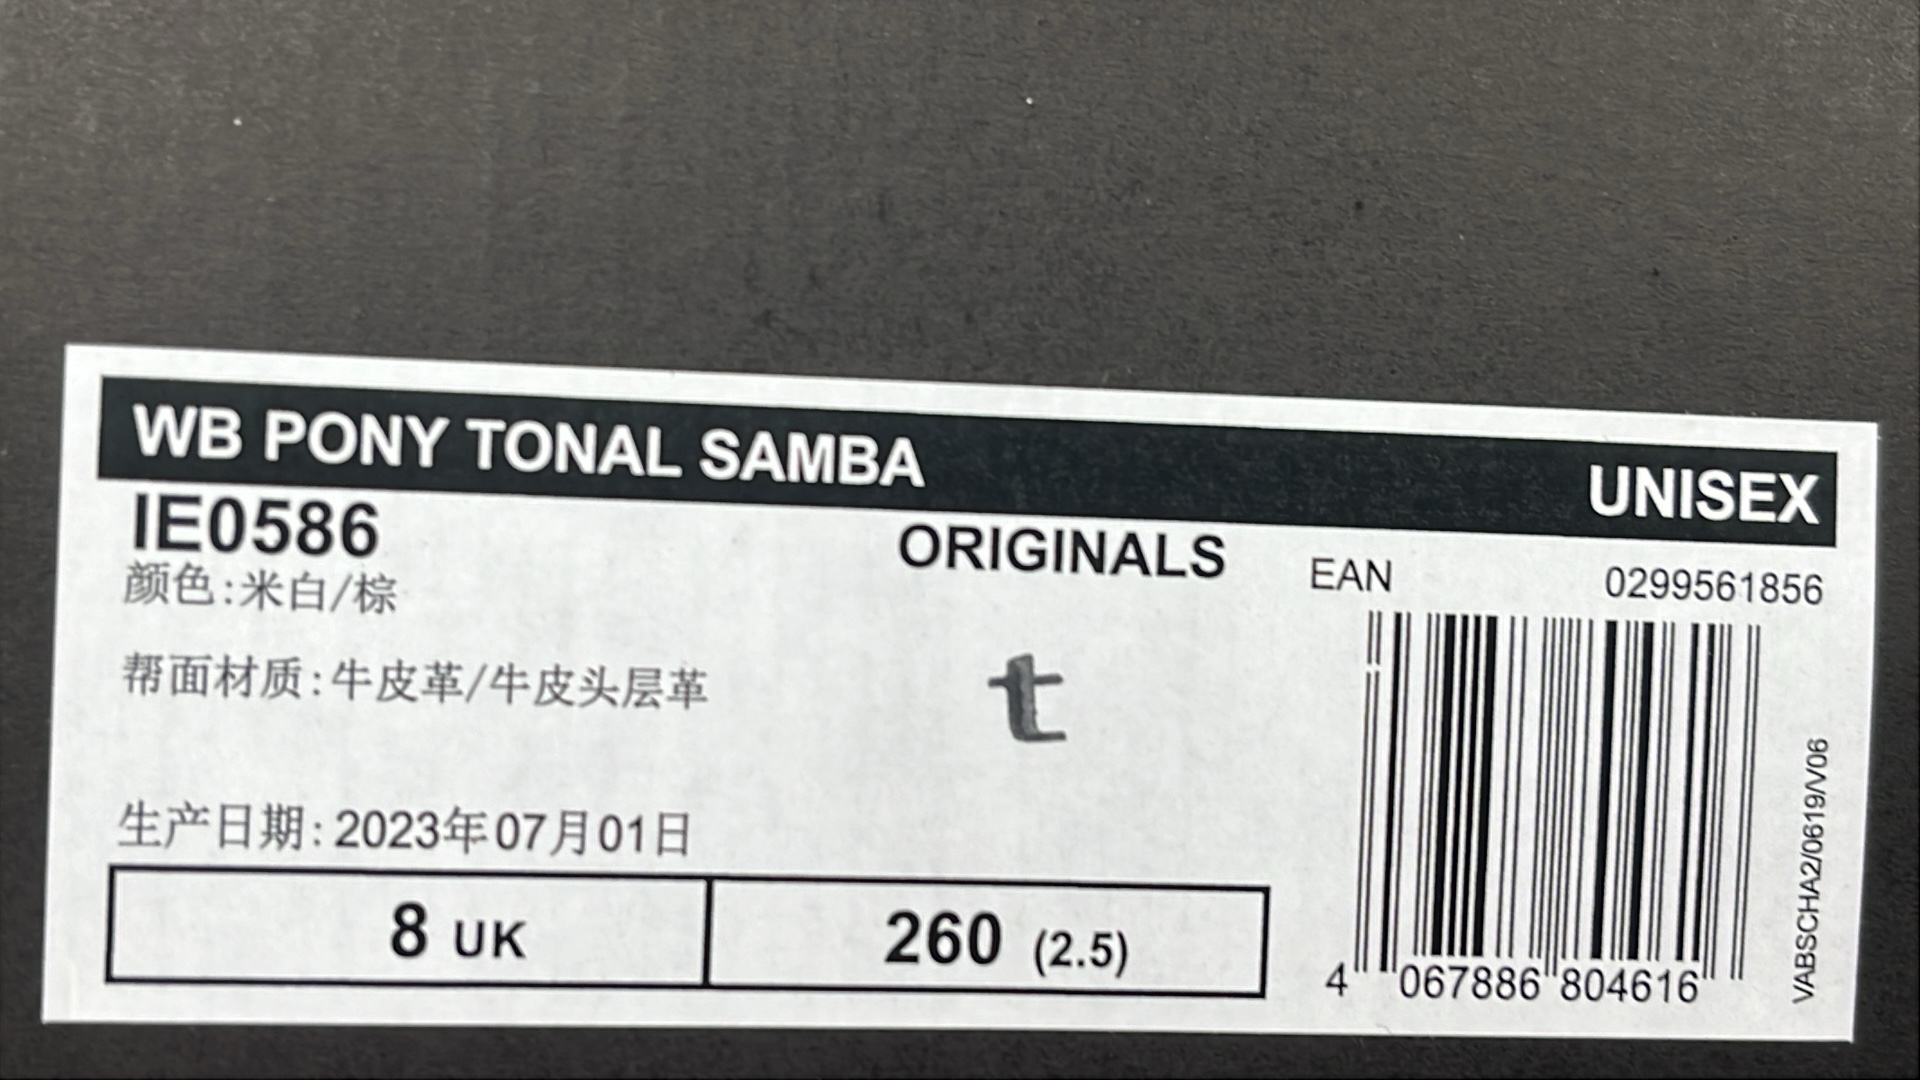 WB PONY TONAL SAMBA UNISEX
IE0586
ORIGINALS
EAN 0299561856
颜色:米白/棕
帮面材质:牛皮革/牛皮头层革
t
生产日期:2023年07月01日
8 UK
260 (2.5)
4 067886 804616
VABSCHA2/0619/V06